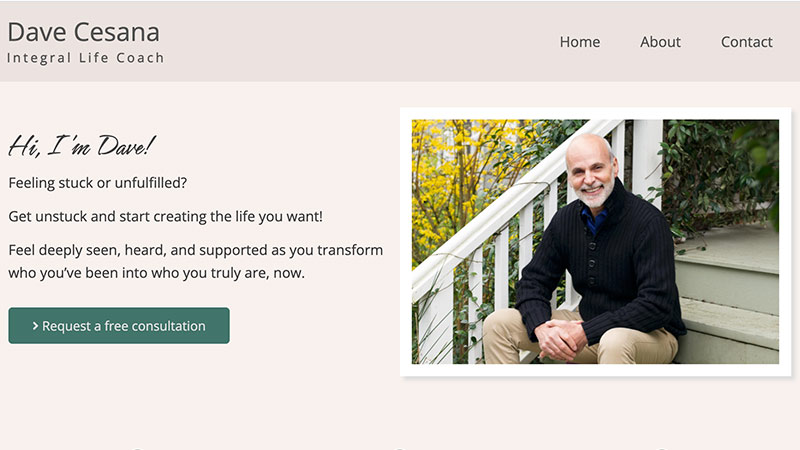 Dave Cesana
Integral Life Coach
Home About Contact
Hi, I'm Dave!
Feeling stuck or unfulfilled?
Get unstuck and start creating the life you want!
Feel deeply seen, heard, and supported as you transform
who you’ve been into who you truly are, now.
Request a free consultation